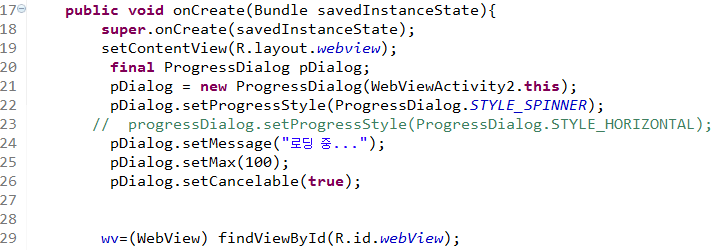 17 public void onCreate(Bundle savedInstanceState){
18 super.onCreate(savedInstanceState);
19 setContentView(R.layout.webview);
20 final ProgressDialog pDialog;
21 pDialog = new ProgressDialog(WebViewActivity2.this);
22 pDialog.setProgressStyle(ProgressDialog.STYLE_SPINNER);
23 // progressDialog.setProgressStyle(ProgressDialog.STYLE_HORIZONTAL);
24 pDialog.setMessage("로딩 중...");
25 pDialog.setMax(100);
26 pDialog.setCancelable(true);
27
28
29 wv=(WebView) findViewById(R.id.webView);